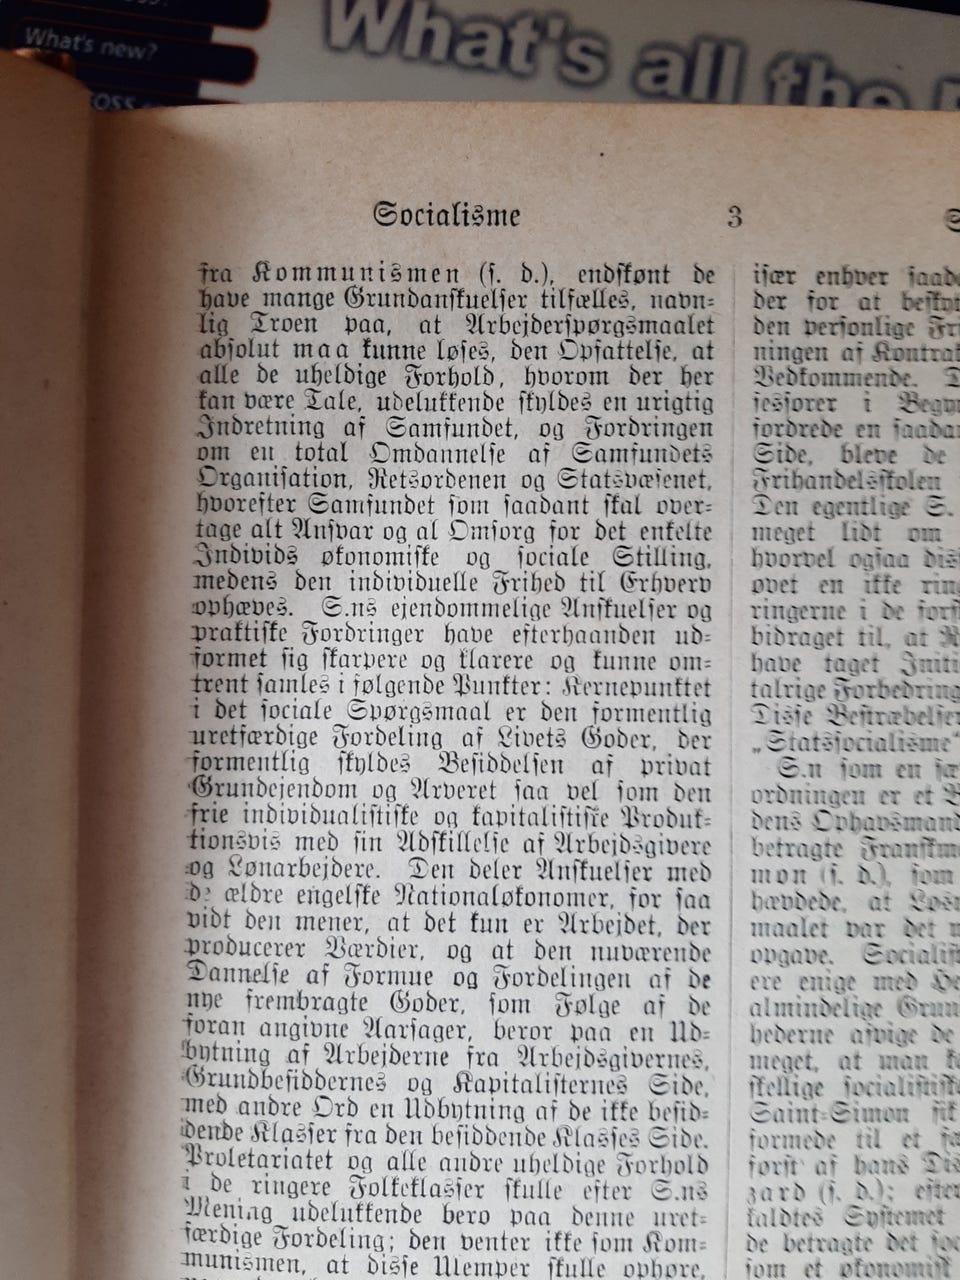 What's new?
What's all the
Socialisme 3
fra Kommunismen (s. d.), endskønt de
have mange Grundanskuelser tilfælles, navn-
lig Troen paa, at Arbejderspørgsmaalet
absolut maa kunne løses, den Opfattelse, at
alle de uheldige Forhold, hvorom der her
kan være Tale, udelukkende skyldes en urigtig
Indretning af Samfundet, og Fordringen
om en total Omdannelse af Samfundets
Organisation, Retsordenen og Statsvæsenet,
hvorefter Samfundet som saadant skal over-
tage alt Ansvar og al Omsorg for det enkelte
Individs økonomiske og sociale Stilling,
medens den individuelle Frihed til Erhverv
ophæves. S.ns ejendommelige Anskuelser og
praktiske Fordringer have efterhaanden ud-
formet sig skarpere og klarere og kunne om-
trent samles i følgende Punkter: Kernepunktet
i det sociale Spørgsmaal er den formentlig
uretfærdige Fordeling af Livets Goder, der
formentlig skyldes Besiddelsen af privat
Grundejendom og Arveret saa vel som den
frie individualistiske og kapitalistiske Produk-
tionsvis med sin Adskillelse af Arbejdsgivere
og Lønarbejdere. Den deler Anskuelser med
de ældre engelske Nationaløkonomer, for saa
vidt den mener, at det kun er Arbejdet, der
producerer Værdier, og at den nuværende
Dannelse af Formue og Fordelingen af de
nye frembragte Goder, som Følge af de
foran angivne Aarsager, beror paa en Ud-
bytning af Arbejderne fra Arbejdsgivernes,
Grundbesiddernes og Kapitalisternes Side,
med andre Ord en Udbytning af de ikke besid-
dende Klasser fra den besiddende Klasses Side.
Proletariatet og alle andre uheldige Forhold
i de ringere Folkeklasser skulle efter S.ns
Mening udelukkende bero paa denne uret-
færdige Fordeling; den venter ikke som Kom-
munismen, at disse Ulemper skulle ophøre,
især enhver
der for at
den personlige
ningen af
Bedkommende.
sessorer i
fordrede en
Side, bleve de
Frihandelsskolen
Den egentlige S.
meget lidt om
hvorvel ogsaa
øvet en ikke
ringerne i de
bidraget til, at
have taget
talrige
Disse
„Statssocialisme"
S.n som en
ordningen er et
dens
betragte
mon (s. d.), som
hævdede, at
maalet var det
opgave.
ere enige med
almindelige
hederne afvige de
meget, at man
skellige
Saint-Simon fik
formede til et
først af hans
zard (s. d.); efter
kaldtes Systemet
de betragte det
som et økonomisk